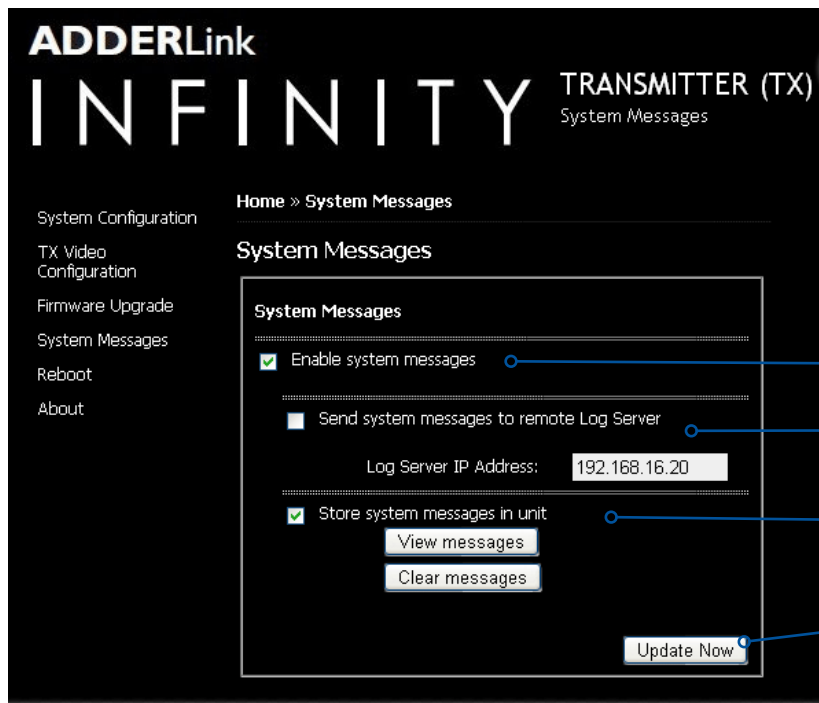 ADDERLink
INFINITY
TRANSMITTER (TX)
System Messages
System Configuration
TX Video
Configuration
Firmware Upgrade
System Messages
Reboot
About
Home » System Messages
System Messages
System Messages
Enable system messages
Send system messages to remote Log Server
Log Server IP Address: 192.168.16.20
Store system messages in unit
View messages
Clear messages
Update Now